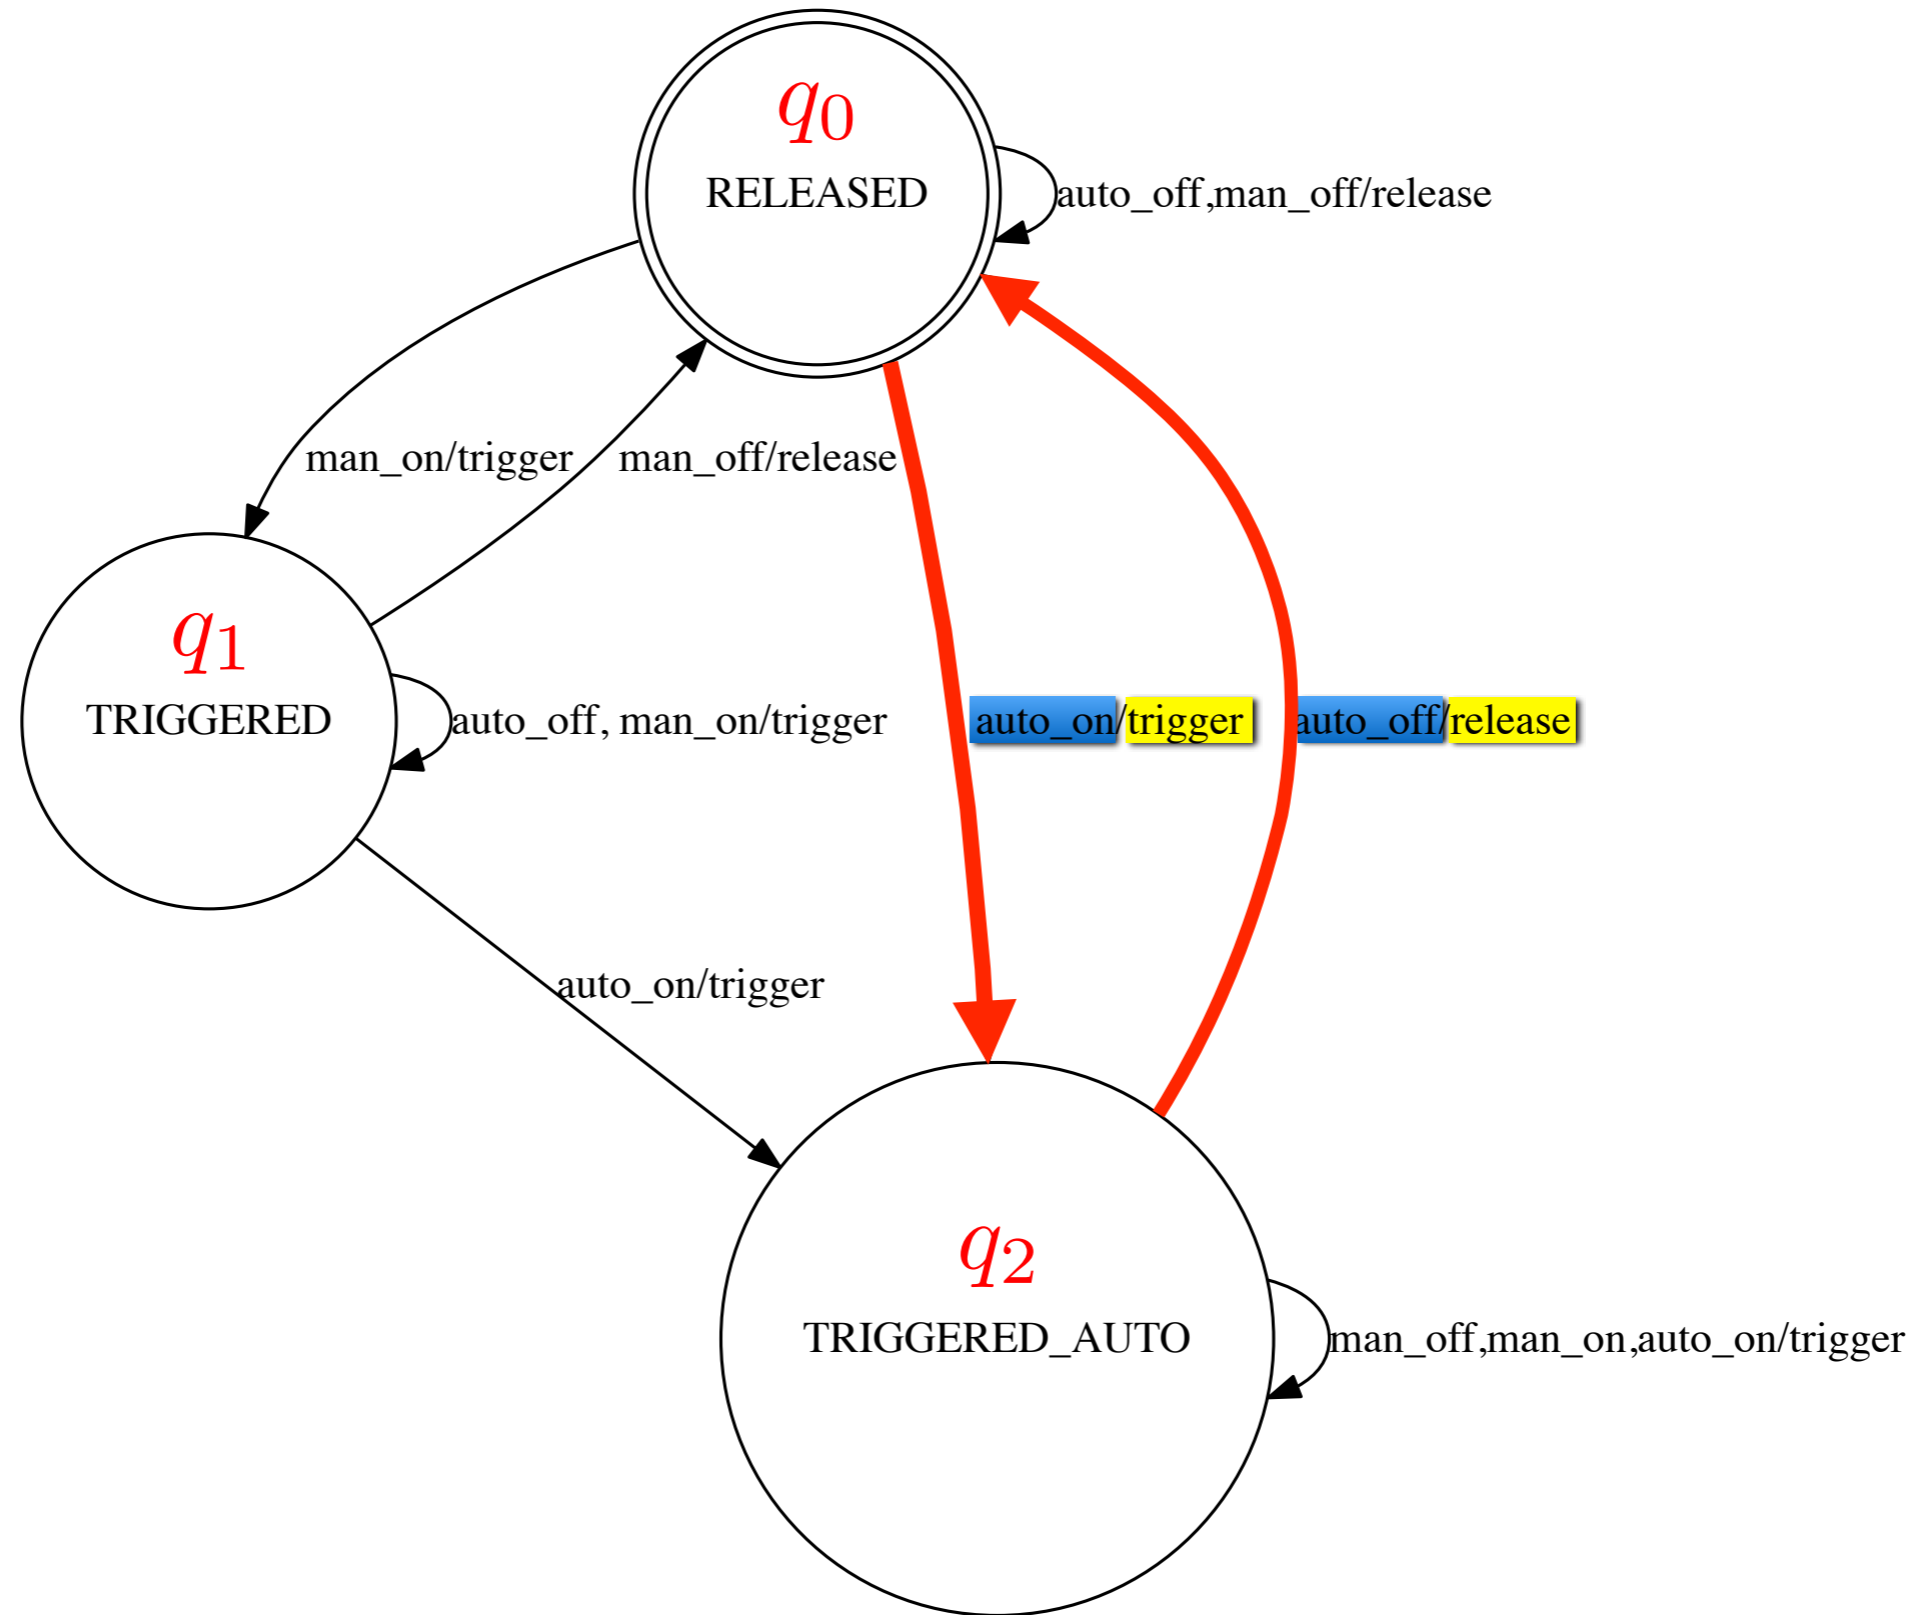 q0
RELEASED
auto_off,man_off/release
man_on/trigger
man_off/release
q1
TRIGGERED
auto_off, man_on/trigger
auto_on/trigger
auto_off/release
auto_on/trigger
q2
TRIGGERED_AUTO
man_off,man_on,auto_on/trigger